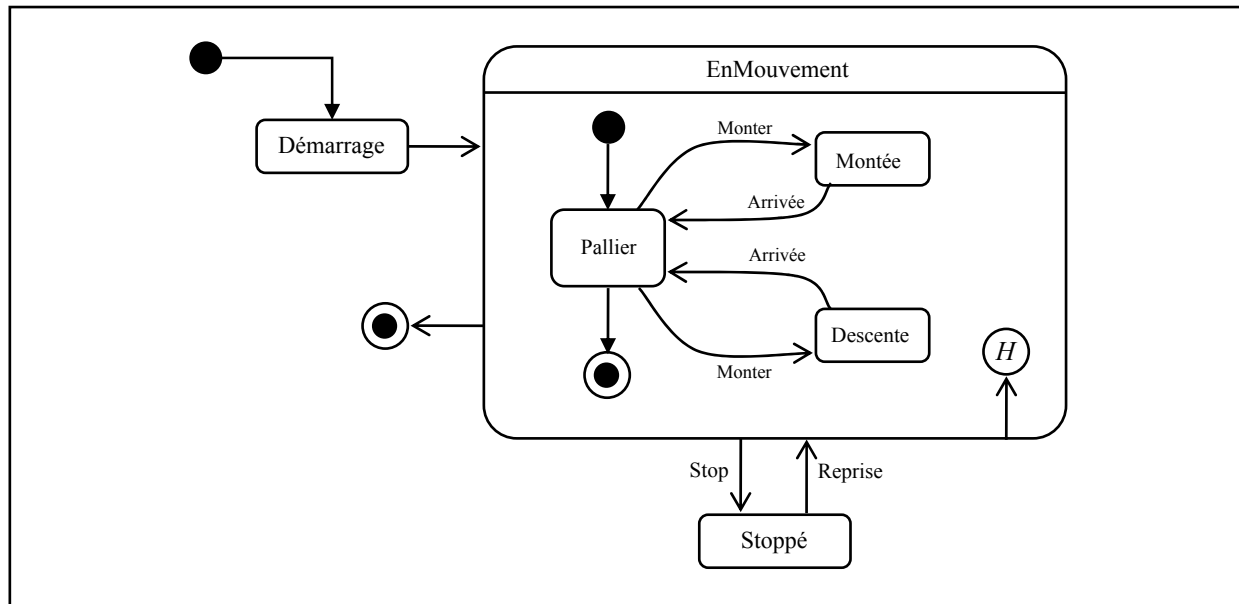 EnMouvement
Monter
Démarrage
Montée
Arrivée
Pallier
Arrivée
Descente
H
Monter
Stop
Reprise
Stoppé